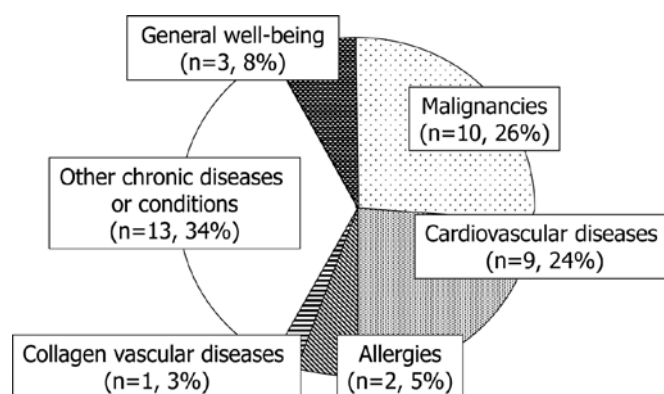 General well-being
(n=3, 8%)
Malignancies
(n=10, 26%)
Other chronic diseases
or conditions
(n=13, 34%)
Cardiovascular diseases
(n=9, 24%)
Collagen vascular diseases
(n=1, 3%)
Allergies
(n=2, 5%)